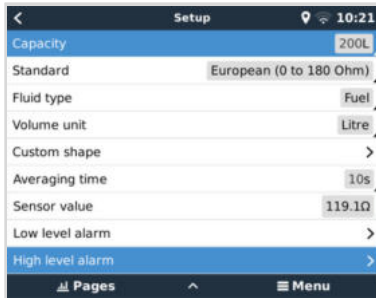 Setup 10:21
Capacity 200L
Standard European (0 to 180 Ohm)
Fluid type Fuel
Volume unit Litre
Custom shape
Averaging time 10s
Sensor value 119.1Ω
Low level alarm
High level alarm
Pages Menu